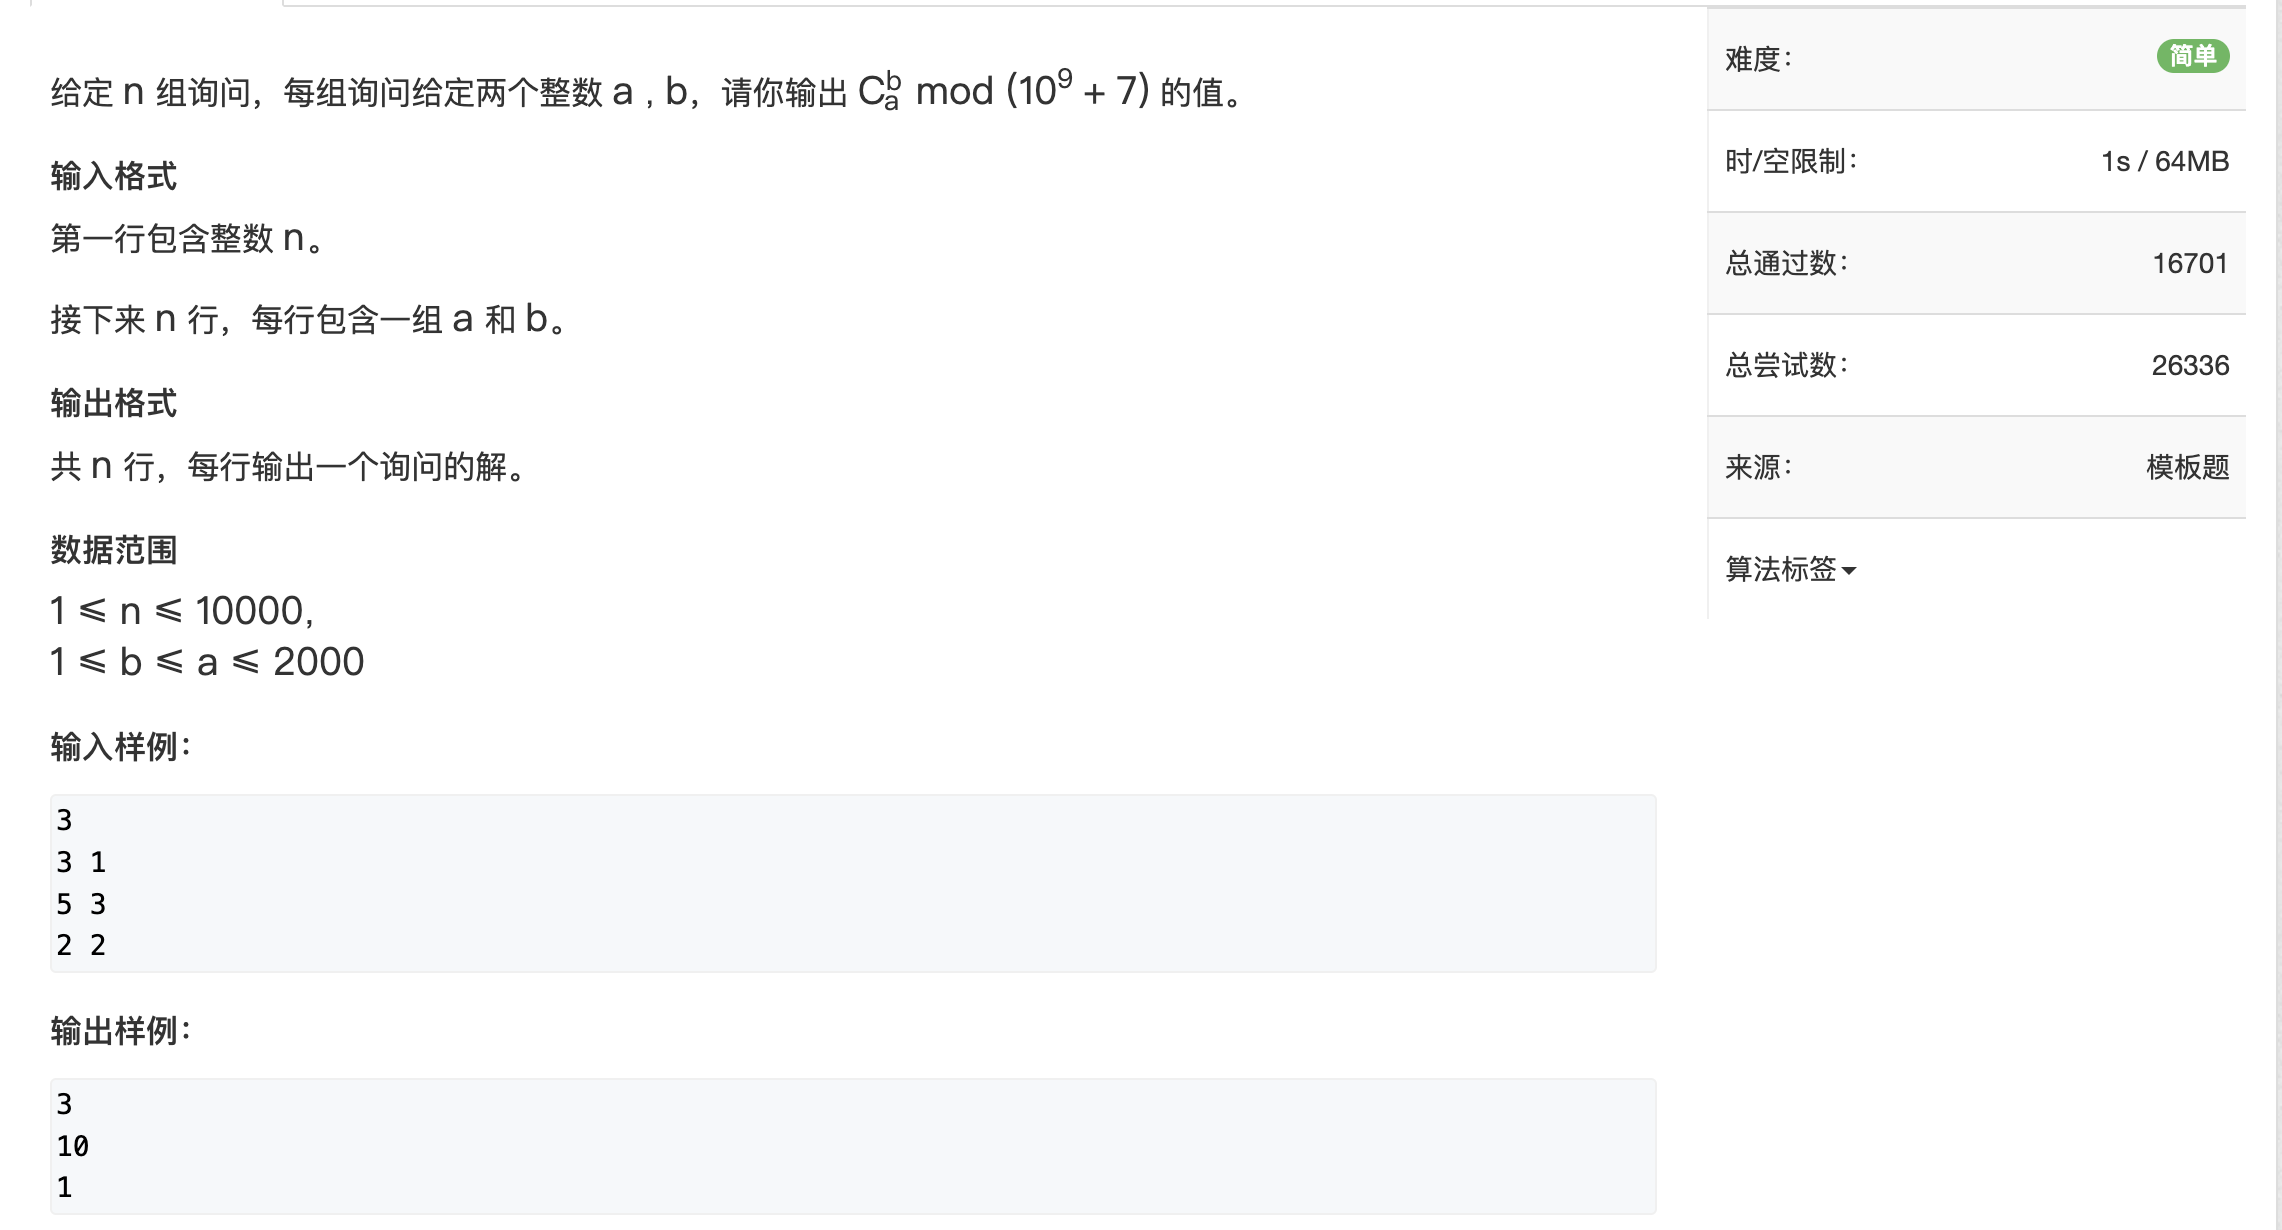 给定 n 组询问，每组询问给定两个整数 a , b，请你输出 C_a^b mod (10^9 + 7) 的值。
输入格式
第一行包含整数 n。
接下来 n 行，每行包含一组 a 和 b。
输出格式
共 n 行，每行输出一个询问的解。
数据范围
1 ⩽ n ⩽ 10000,
1 ⩽ b ⩽ a ⩽ 2000
输入样例：
3
3 1
5 3
2 2
输出样例：
3
10
1
难度： 简单
时/空限制： 1s / 64MB
总通过数： 16701
总尝试数： 26336
来源： 模板题
算法标签